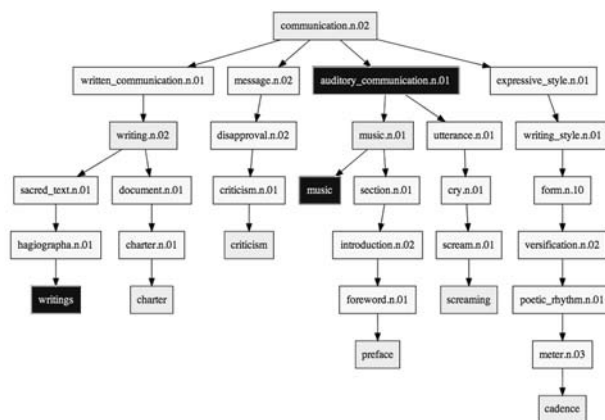 communication.n.02
written_communication.n.01 message.n.02 auditory_communication.n.01 expressive_style.n.01
writing.n.02 disapproval.n.02 music.n.01 utterance.n.01 writing_style.n.01
sacred_text.n.01 document.n.01 criticism.n.01 music section.n.01 cry.n.01 form.n.10
hagiographa.n.01 charter.n.01 criticism introduction.n.02 scream.n.01 versification.n.02
writings charter foreword.n.01 screaming poetic_rhythm.n.01
preface meter.n.03
cadence